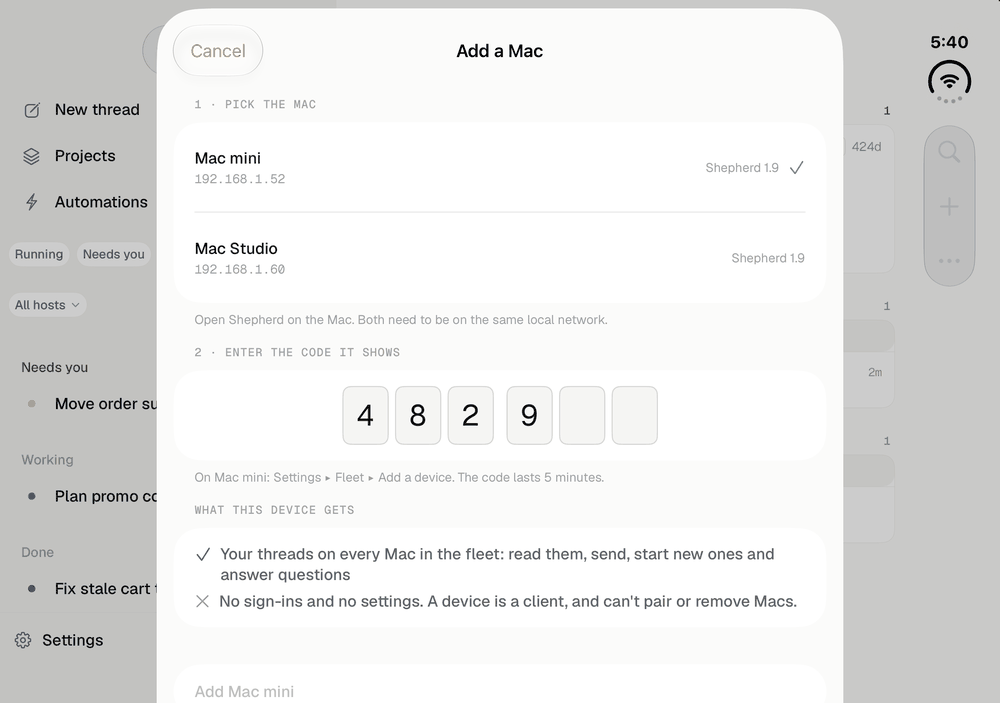 Cancel
Add a Mac
5:40
1 · PICK THE MAC
New thread
1
Mac mini
192.168.1.52
Shepherd 1.9
424d
Projects
Automations
Mac Studio
192.168.1.60
Shepherd 1.9
Running
Needs you
All hosts
1
Open Shepherd on the Mac. Both need to be on the same local network.
2 · ENTER THE CODE IT SHOWS
Needs you
2m
Move order su
4 8 2 9
Working
1
On Mac mini: Settings ▸ Fleet ▸ Add a device. The code lasts 5 minutes.
Plan promo co
WHAT THIS DEVICE GETS
Done
Your threads on every Mac in the fleet: read them, send, start new ones and
answer questions
Fix stale cart
No sign-ins and no settings. A device is a client, and can't pair or remove Macs.
Settings
Add Mac mini